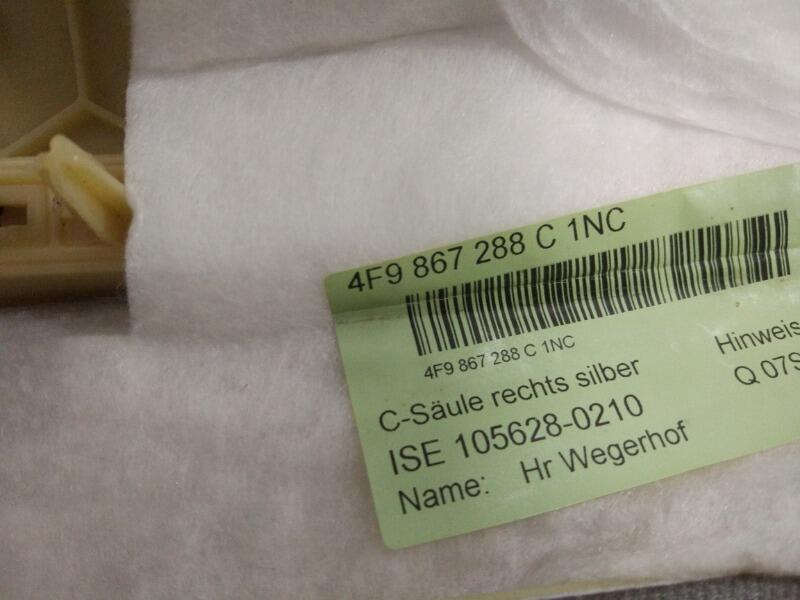 4F9 867 288 C 1NC
4F9 867 288 C 1NC
C-Säule rechts silber
Hinweis
ISE 105628-0210
Q 07S
Name: Hr Wegerhof